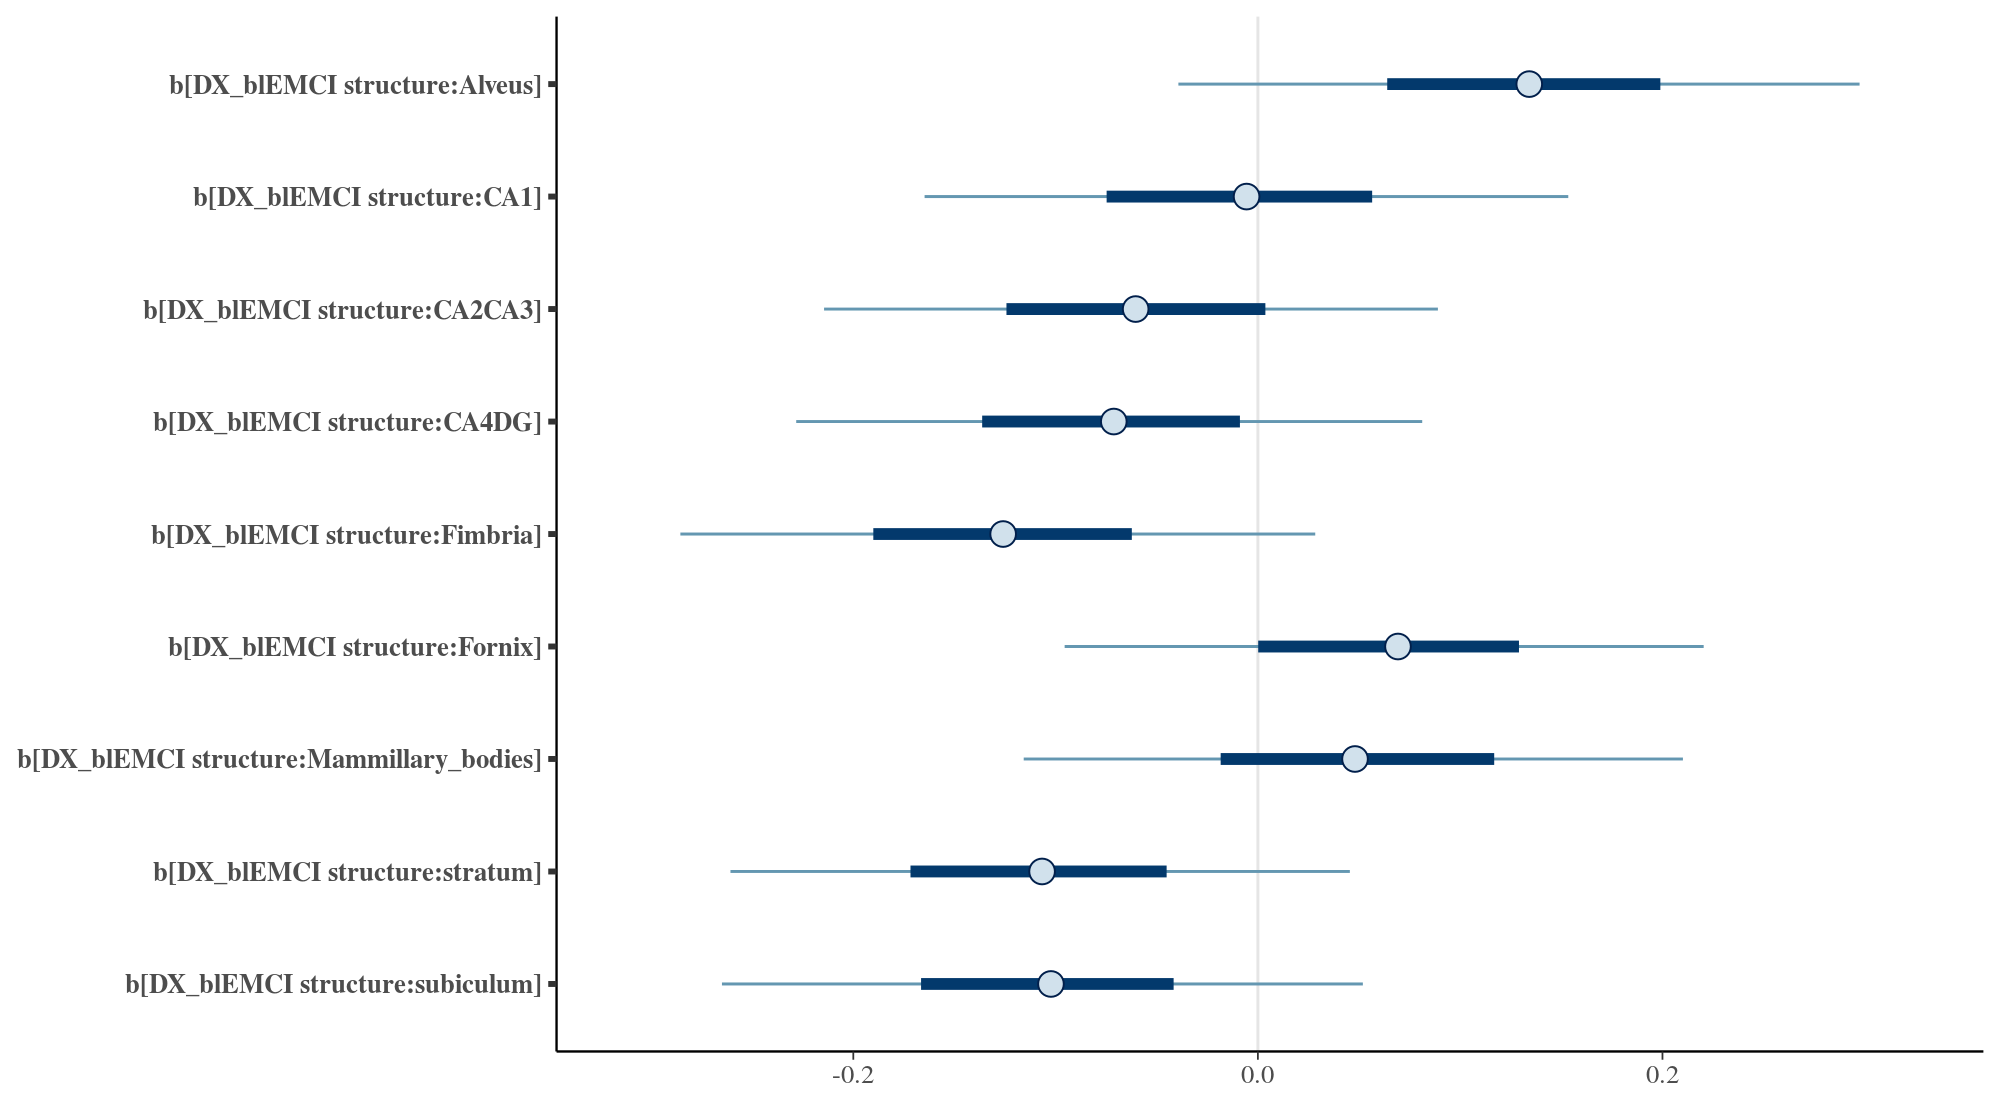 b[DX_blEMCI structure:Alveus]
b[DX_blEMCI structure:CA1]
b[DX_blEMCI structure:CA2CA3]
b[DX_blEMCI structure:CA4DG]
b[DX_blEMCI structure:Fimbria]
b[DX_blEMCI structure:Fornix]
b[DX_blEMCI structure:Mammillary_bodies]
b[DX_blEMCI structure:stratum]
b[DX_blEMCI structure:subiculum]
-0.2 0.0 0.2